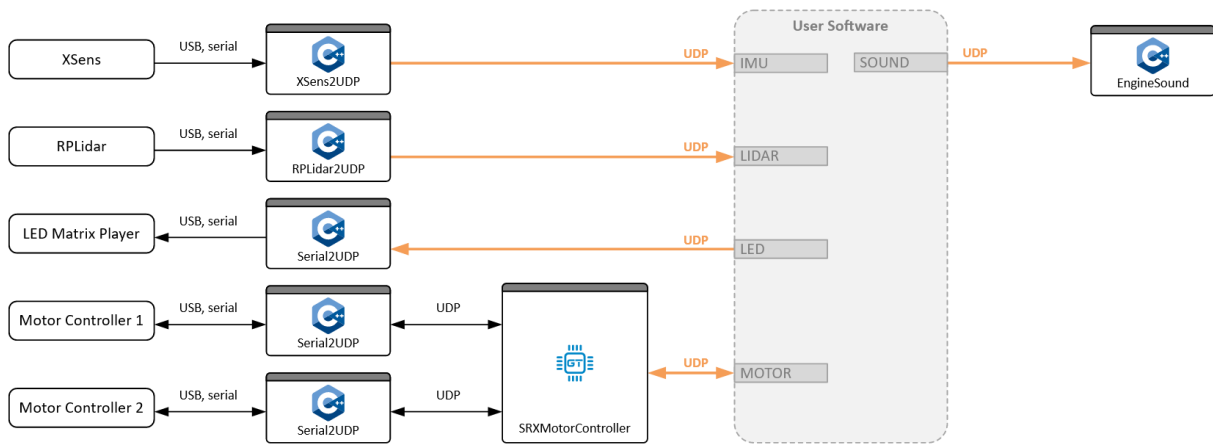 User Software
XSens
USB, serial
C++
XSens2UDP
UDP
IMU
SOUND
UDP
C++
EngineSound
RPLidar
USB, serial
C++
RPLidar2UDP
UDP
LIDAR
LED Matrix Player
USB, serial
C++
Serial2UDP
UDP
LED
Motor Controller 1
USB, serial
C++
Serial2UDP
UDP
GT
SRXMotorController
UDP
MOTOR
Motor Controller 2
USB, serial
C++
Serial2UDP
UDP